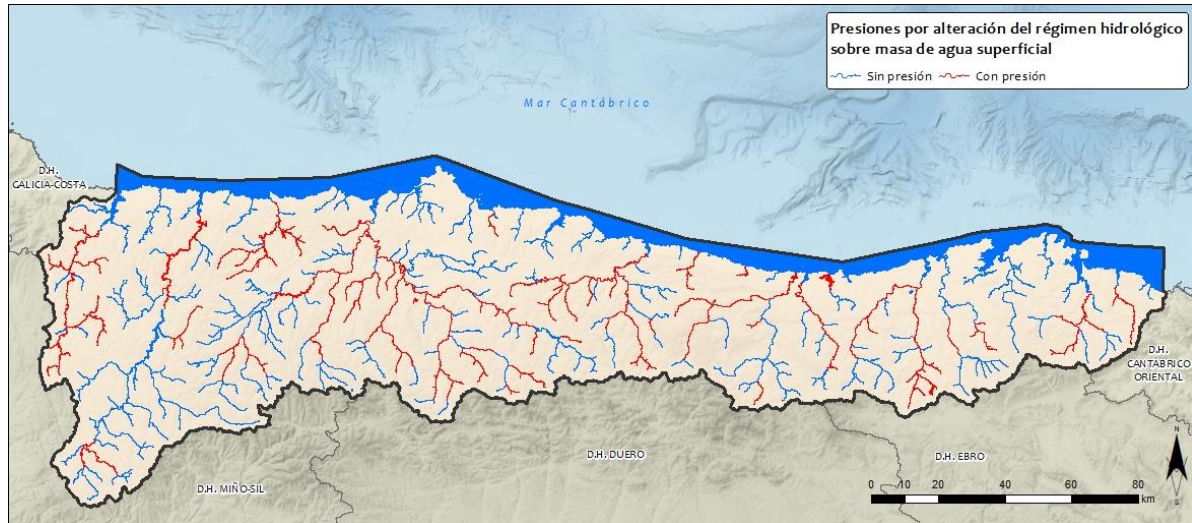 Presiones por alteración del régimen hidrológico
sobre masa de agua superficial
Sin presión
Con presión
Mar Cantábrico
D.H.
GALICIA-COSTA
D.H.
CANTÁBRICO
ORIENTAL
D.H. DUERO
D.H. EBRO
D.H. MIÑO-SIL
N
S
0 10 20 40 60 80
km